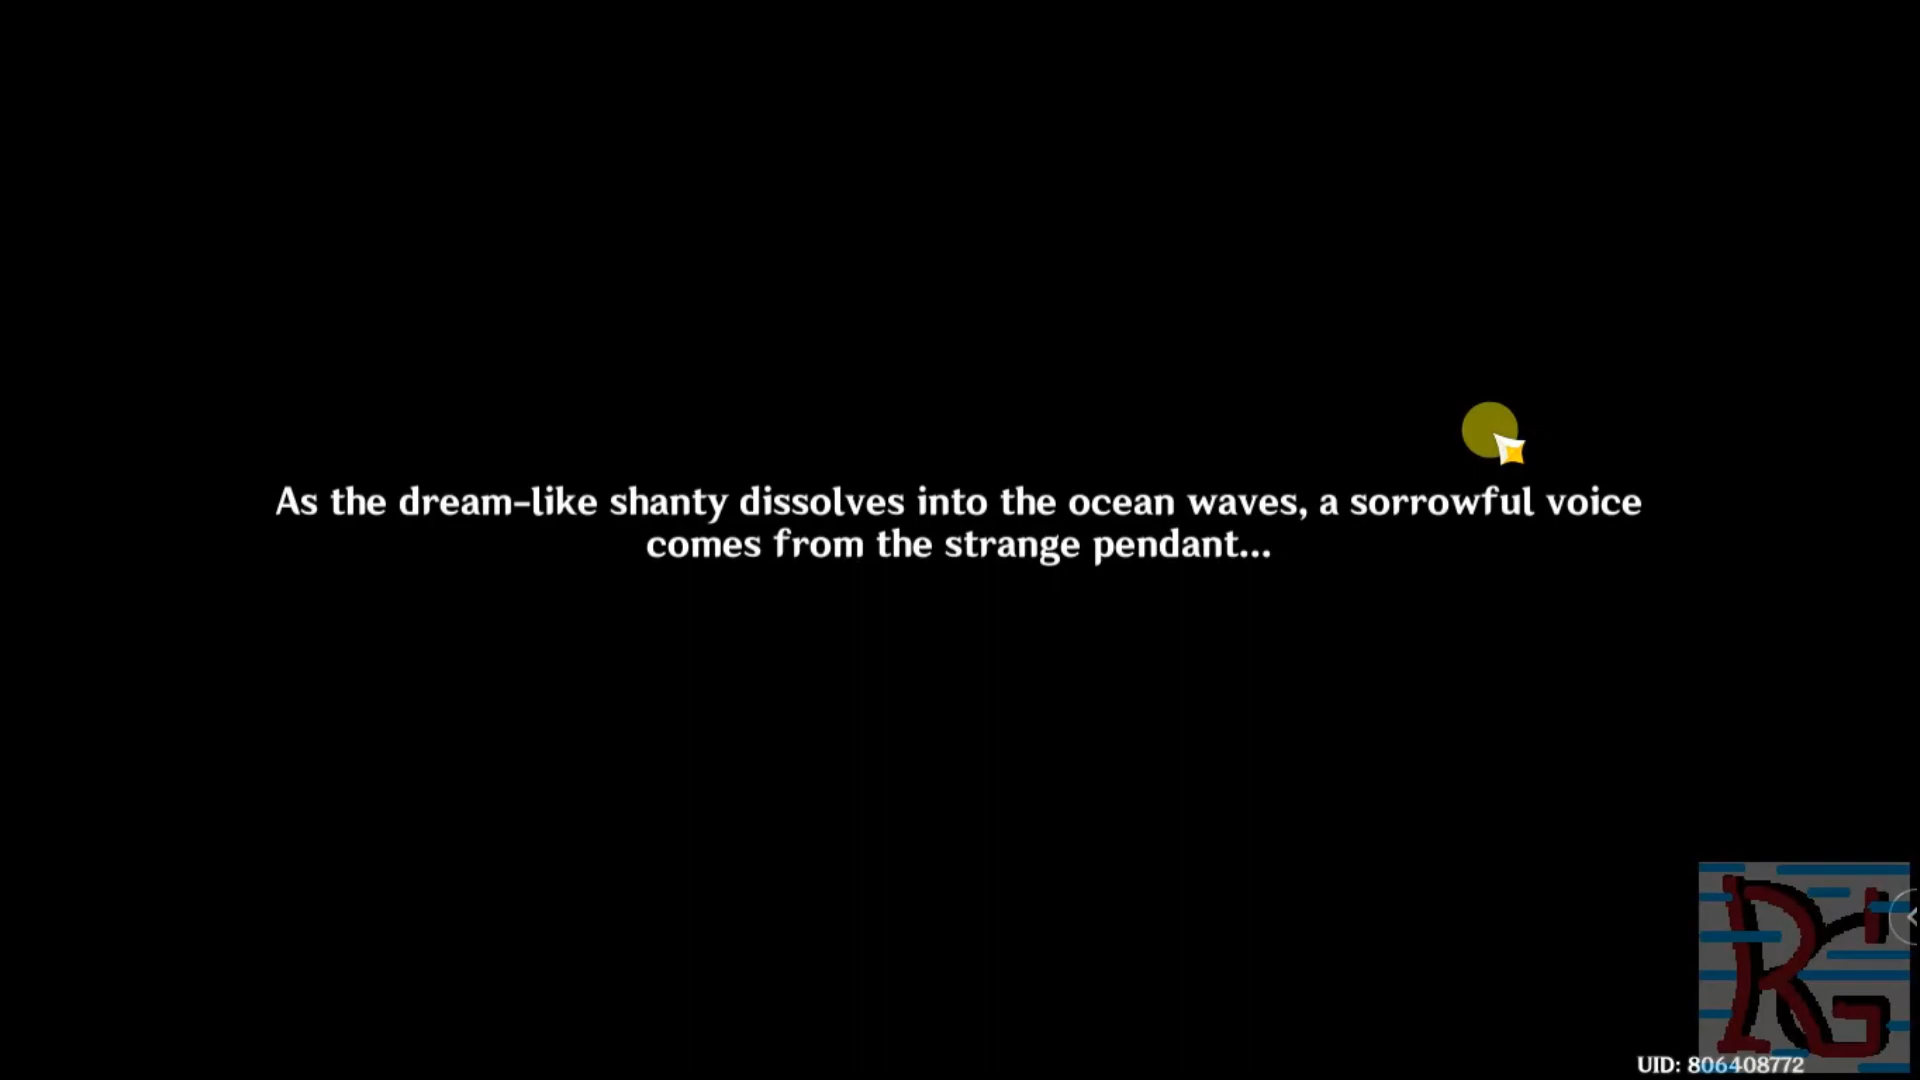 As the dream-like shanty dissolves into the ocean waves, a sorrowful voice
comes from the strange pendant...
RG
UID: 806408772